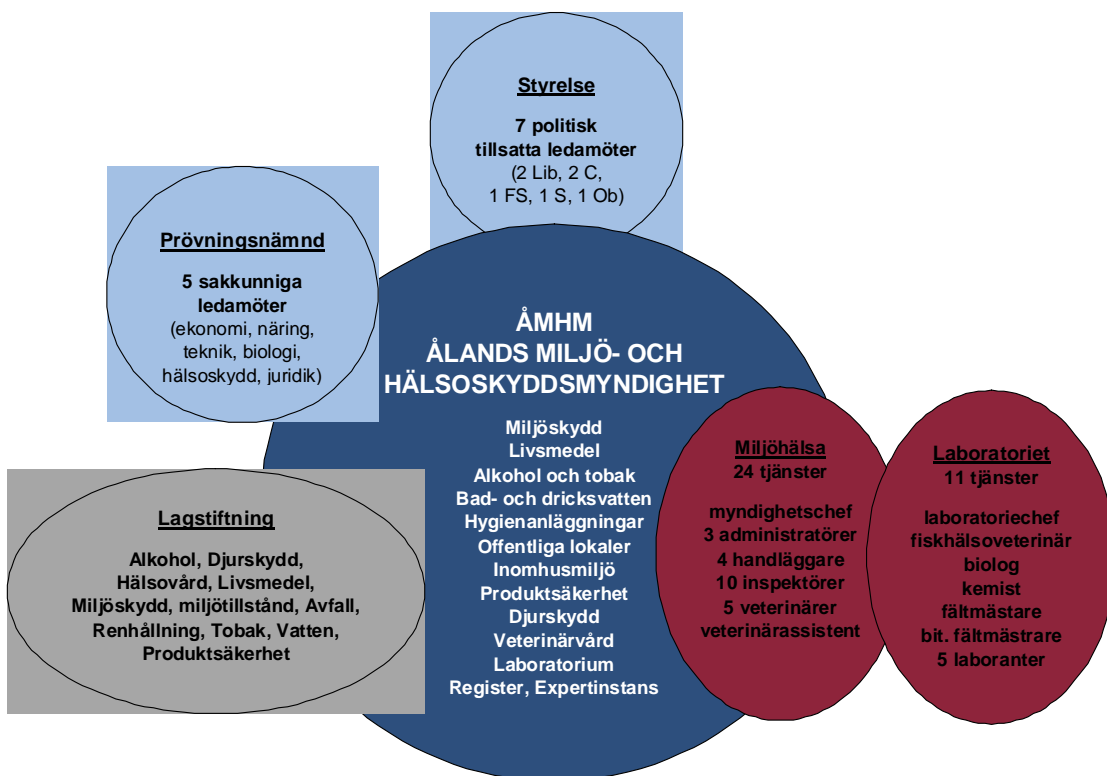 Styrelse
7 politisk
tillsatta ledamöter
(2 Lib, 2 C,
1 FS, 1 S, 1 Ob)
Prövningsnämnd
5 sakkunniga
ledamöter
(ekonomi, näring,
teknik, biologi,
hälsoskydd, juridik)
ÅMHM
ÅLANDS MILJÖ- OCH
HÄLSOSKYDDSMYNDIGHET
Miljöskydd
Livsmedel
Alkohol och tobak
Bad- och dricksvatten
Hygienanläggningar
Offentliga lokaler
Inomhusmiljö
Produktsäkerhet
Djurskydd
Veterinärvård
Laboratorium
Register, Expertinstans
Lagstiftning
Alkohol, Djurskydd,
Hälsovård, Livsmedel,
Miljöskydd, miljötillstånd, Avfall,
Renhållning, Tobak, Vatten,
Produktsäkerhet
Miljöhälsa
24 tjänster
myndighetschef
3 administratörer
4 handläggare
10 inspektörer
5 veterinärer
veterinärassistent
Laboratoriet
11 tjänster
laboratoriechef
fiskhälsoveterinär
biolog
kemist
fältmästare
bit. fältmästrare
5 laboranter